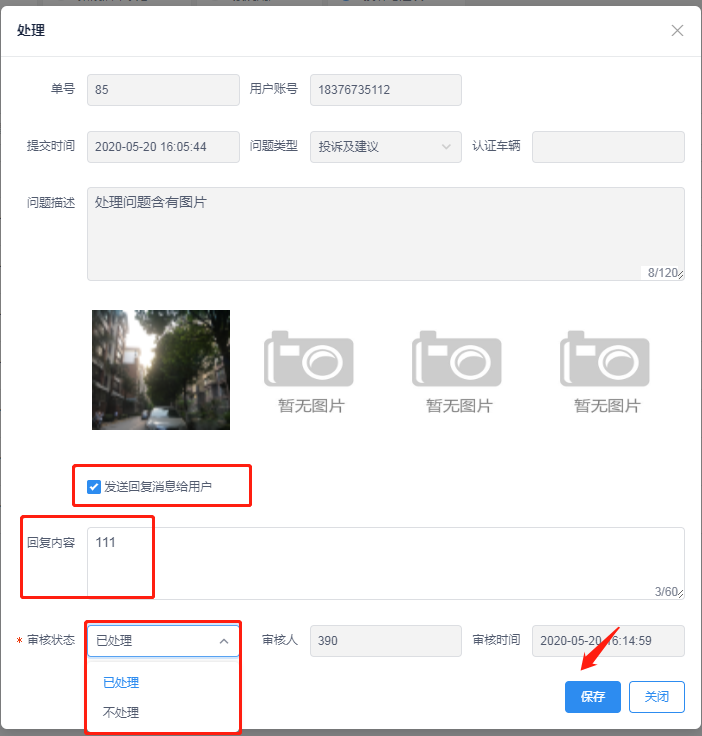 处理
单号 85 用户账号 18376735112
提交时间 2020-05-20 16:05:44 问题类型 投诉及建议 认证车辆
问题描述 处理问题含有图片
8/120
暂无图片 暂无图片 暂无图片
发送回复消息给用户
回复内容 111
3/60
* 审核状态 已处理 审核人 390 审核时间 2020-05-20 16:14:59
已处理
不处理
保存 关闭